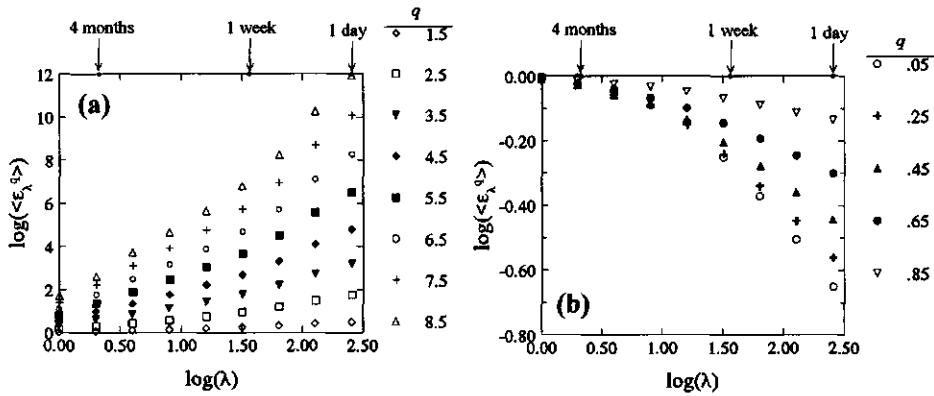 4 months 1 week 1 day
(a)
log(<ε_λ^q>)
12
10
8
6
4
2
0
0.00 0.50 1.00 1.50 2.00 2.50
log(λ)
q
1.5
2.5
3.5
4.5
5.5
6.5
7.5
8.5
4 months 1 week 1 day
(b)
log(<ε_λ^q>)
0.00
-0.20
-0.40
-0.60
-0.80
0.00 0.50 1.00 1.50 2.00 2.50
log(λ)
q
.05
.25
.45
.65
.85